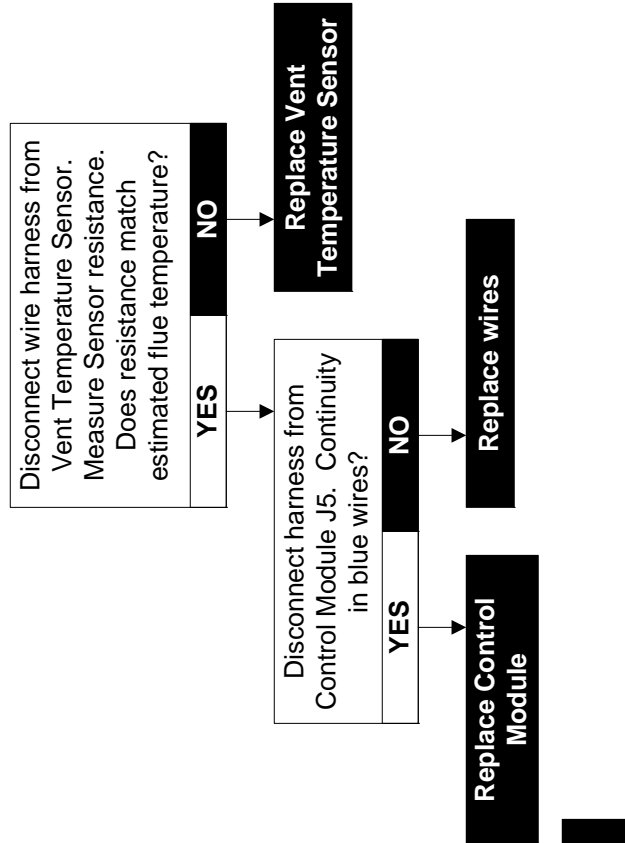 Disconnect wire harness from
Vent Temperature Sensor.
Measure Sensor resistance.
Does resistance match
estimated flue temperature?
YES
NO
Replace Vent
Temperature Sensor
Disconnect harness from
Control Module J5. Continuity
in blue wires?
YES
NO
Replace Control
Module
Replace wires